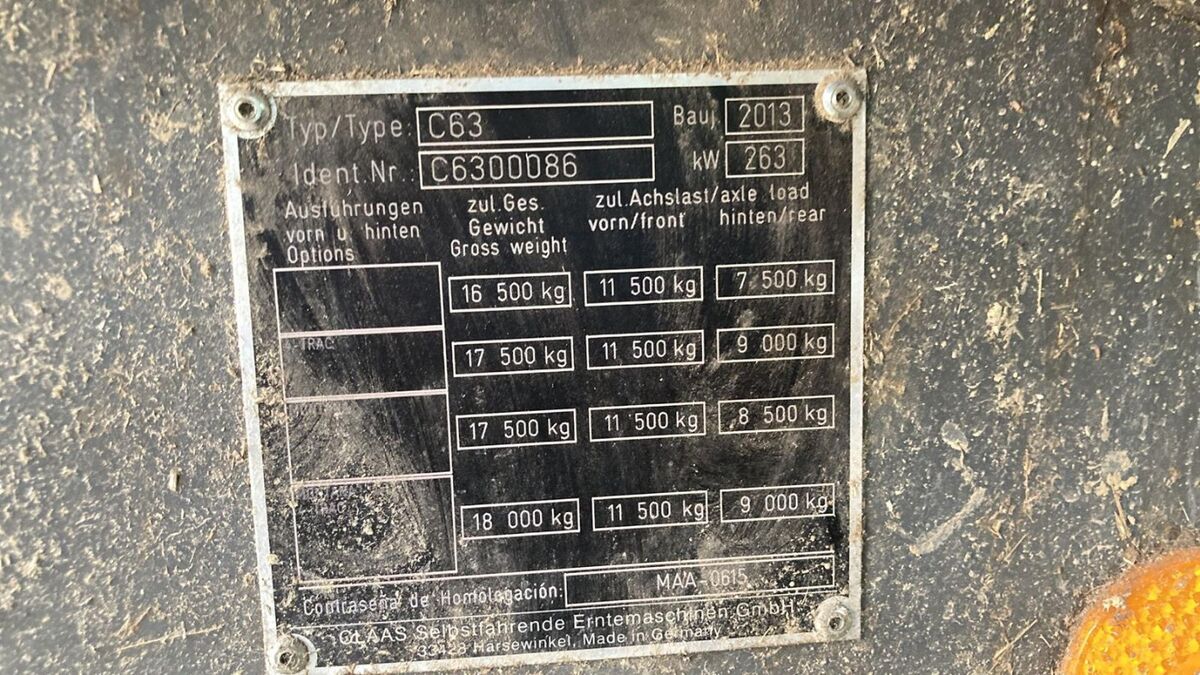 Typ/Type: C63 Bauj. 2013
Ident Nr.: C6300086 kW 263
Ausführungen vorn u. hinten Options
zul.Ges. Gewicht Gross weight
zul.Achslast/axle load
vorn/front hinten/rear
16 500 kg 11 500 kg 7 500 kg
TRAC 17 500 kg 11 500 kg 9 000 kg
17 500 kg 11 500 kg 8 500 kg
TRAC 18 000 kg 11 500 kg 9 000 kg
Contraseña de Homologación: MAA-0615
CLAAS Selbstfahrende Erntemaschinen GmbH
33428 Harsewinkel, Made in Germany